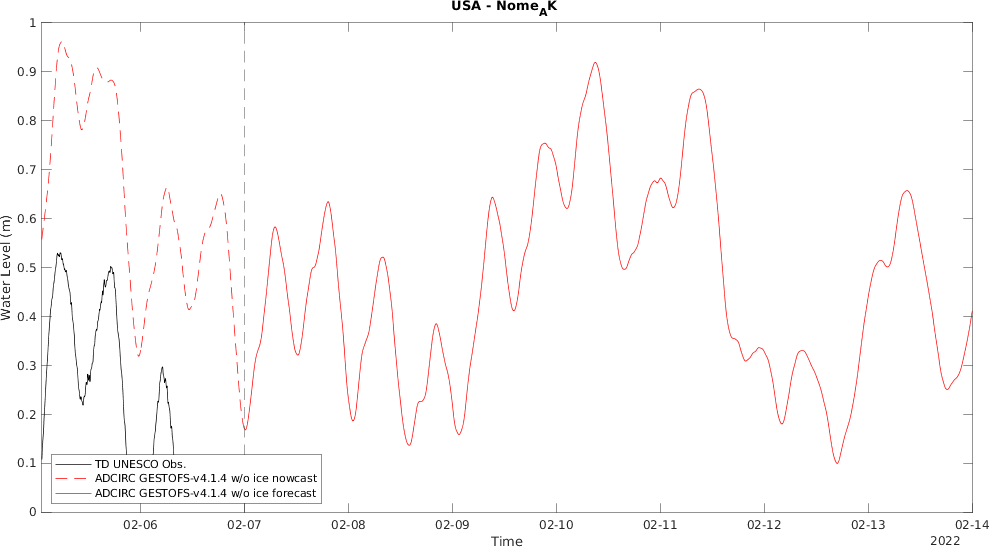 USA - Nome_AK
1
0.9
0.8
0.7
0.6
0.5
0.4
0.3
0.2
0.1
0
Water Level (m)
TD UNESCO Obs.
ADCIRC GESTOFS-v4.1.4 w/o ice nowcast
ADCIRC GESTOFS-v4.1.4 w/o ice forecast
02-06 02-07 02-08 02-09 02-10 02-11 02-12 02-13 02-14
Time
2022